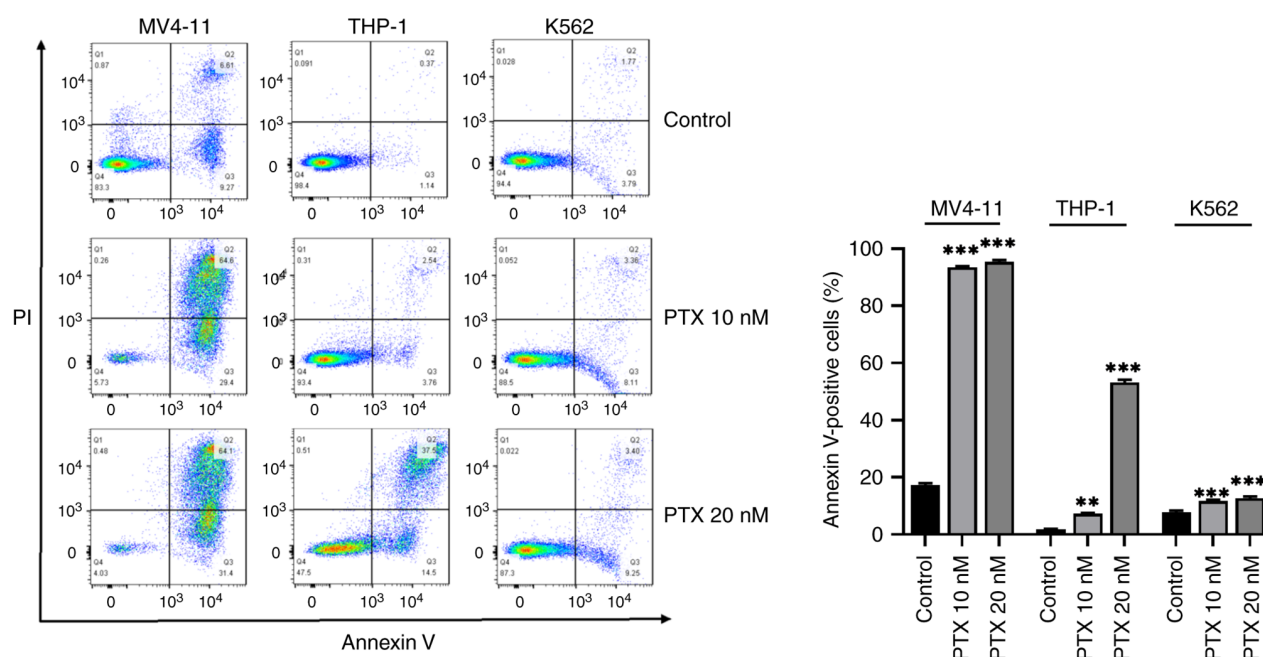 MV4-11 THP-1 K562
Q1 Q2 Q1 Q2 Q1 Q2
0.87 6.61 0.091 0.37 0.028 1.77
10⁴ 10⁴ 10⁴
10³ 10³ 10³ Control
0 0 0
Q4 Q3 Q4 Q3 Q4 Q3
83.3 9.27 98.4 1.14 94.4 3.79
0 10³ 10⁴ 0 10³ 10⁴ 0 10³ 10⁴
Q1 Q2 Q1 Q2 Q1 Q2
0.26 64.6 0.31 2.54 0.052 3.36
10⁴ 10⁴ 10⁴
PI 10³ 10³ 10³ PTX 10 nM
0 0 0
Q4 Q3 Q4 Q3 Q4 Q3
5.73 29.4 93.4 3.76 88.5 8.11
0 10³ 10⁴ 0 10³ 10⁴ 0 10³ 10⁴
Q1 Q2 Q1 Q2 Q1 Q2
0.48 64.1 0.51 0.022 3.40
10⁴ 10⁴ 10⁴
10³ 10³ 10³ PTX 20 nM
0 0 0
Q4 Q3 Q4 Q3 Q4 Q3
4.03 31.4 47.5 14.5 87.3 9.25
0 10³ 10⁴ 0 10³ 10⁴ 0 10³ 10⁴
Annexin V
MV4-11 THP-1 K562
Annexin V-positive cells (%)
100
80
60
40
20
0
*** *** ** *** *** ***
Control
PTX 10 nM
PTX 20 nM
Control
PTX 10 nM
PTX 20 nM
Control
PTX 10 nM
PTX 20 nM